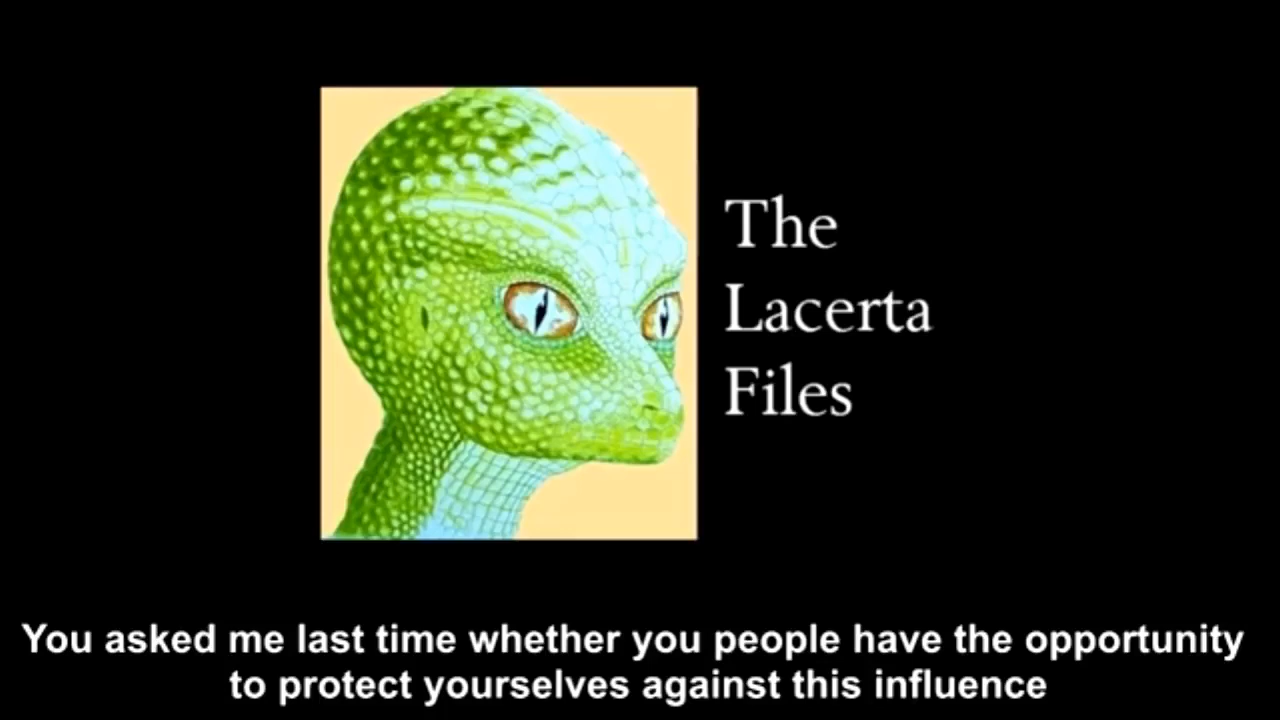 The
Lacerta
Files
You asked me last time whether you people have the opportunity
to protect yourselves against this influence